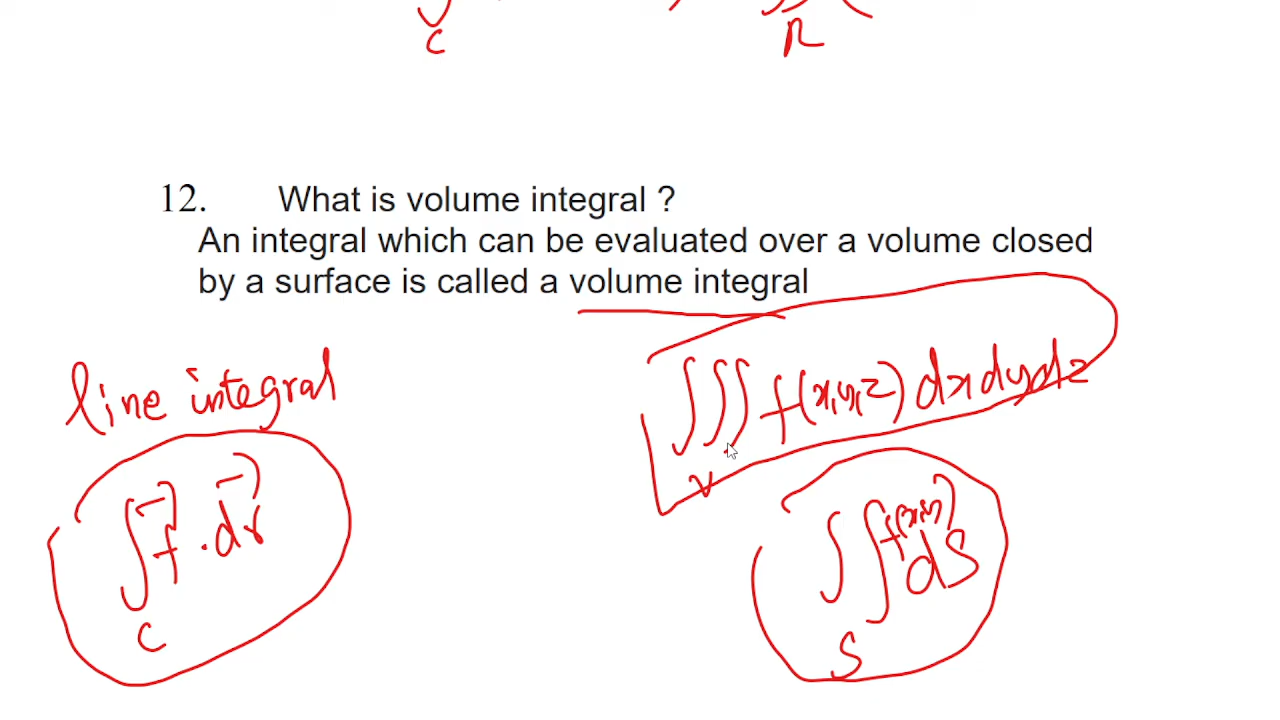 C
R
12. What is volume integral ?
An integral which can be evaluated over a volume closed
by a surface is called a volume integral
line integral
∭ f(x,y,z) dx dy dz
V
∫ f⃗ . dr⃗
C
∬ f(x,y) dS
S